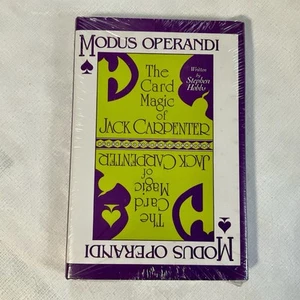 MODUS OPERANDI
The
Card
Magic
of
JACK CARPENTER
Written
by
Stephen
Hobbs
JACK CARPENTER
of
Magic
Card
The
MODUS OPERANDI